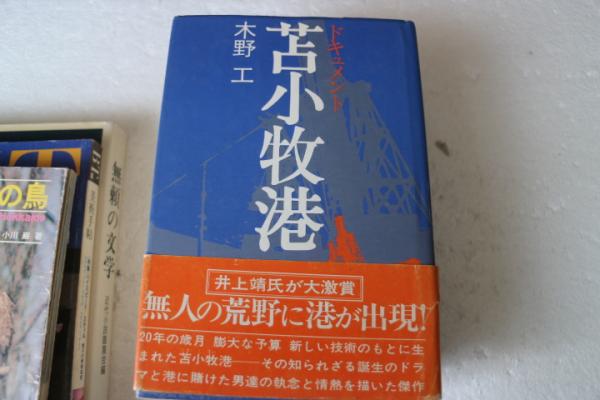 ドキュメント
苫小牧港
木野 工
井上靖氏が大激賞
無人の荒野に港が出現!
20年の歳月 膨大な予算 新しい技術のもとに生
まれた苫小牧港——その知られざる誕生のドラ
マと港に賭けた男達の執念と情熱を描いた傑作
無頼の文学
の鳥
小川 巌 著